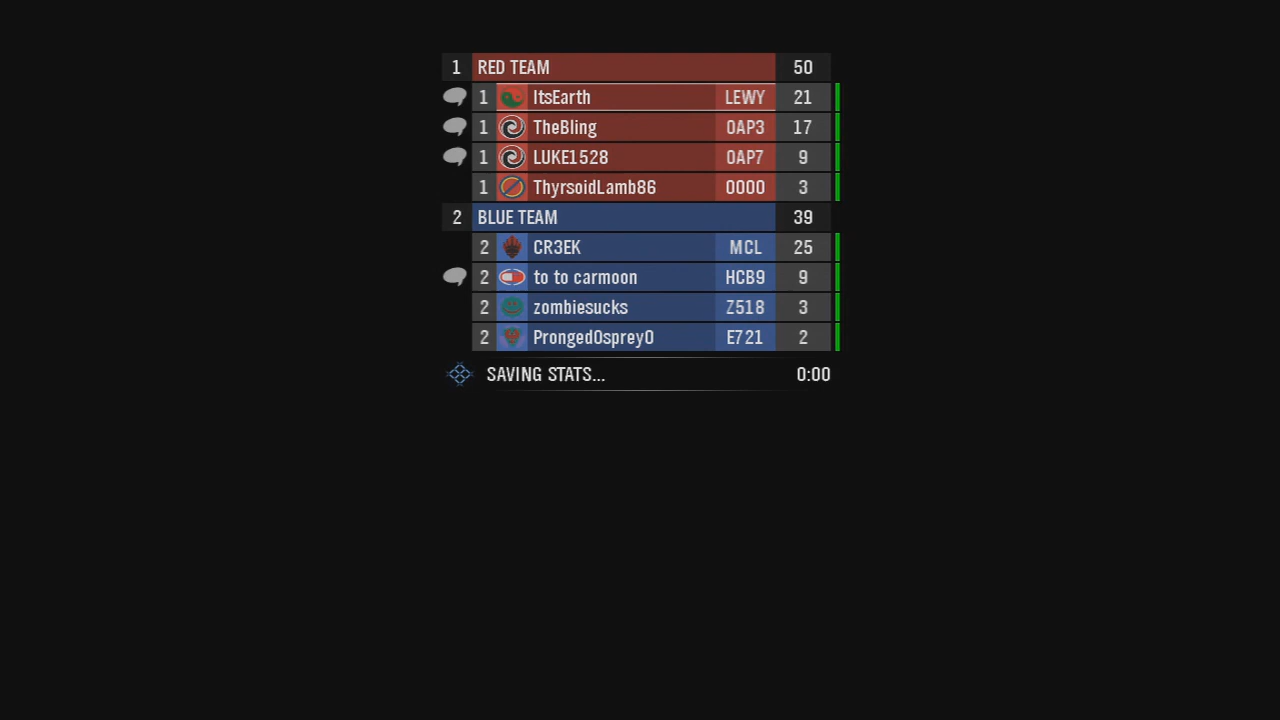 1 RED TEAM 50
1 ItsEarth LEWY 21
1 TheBling OAP3 17
1 LUKE1528 OAP7 9
1 ThyrsoidLamb86 0000 3
2 BLUE TEAM 39
2 CR3EK MCL 25
2 to to carmoon HCB9 9
2 zombiesucks Z518 3
2 ProngedOspreyO E721 2
SAVING STATS... 0:00